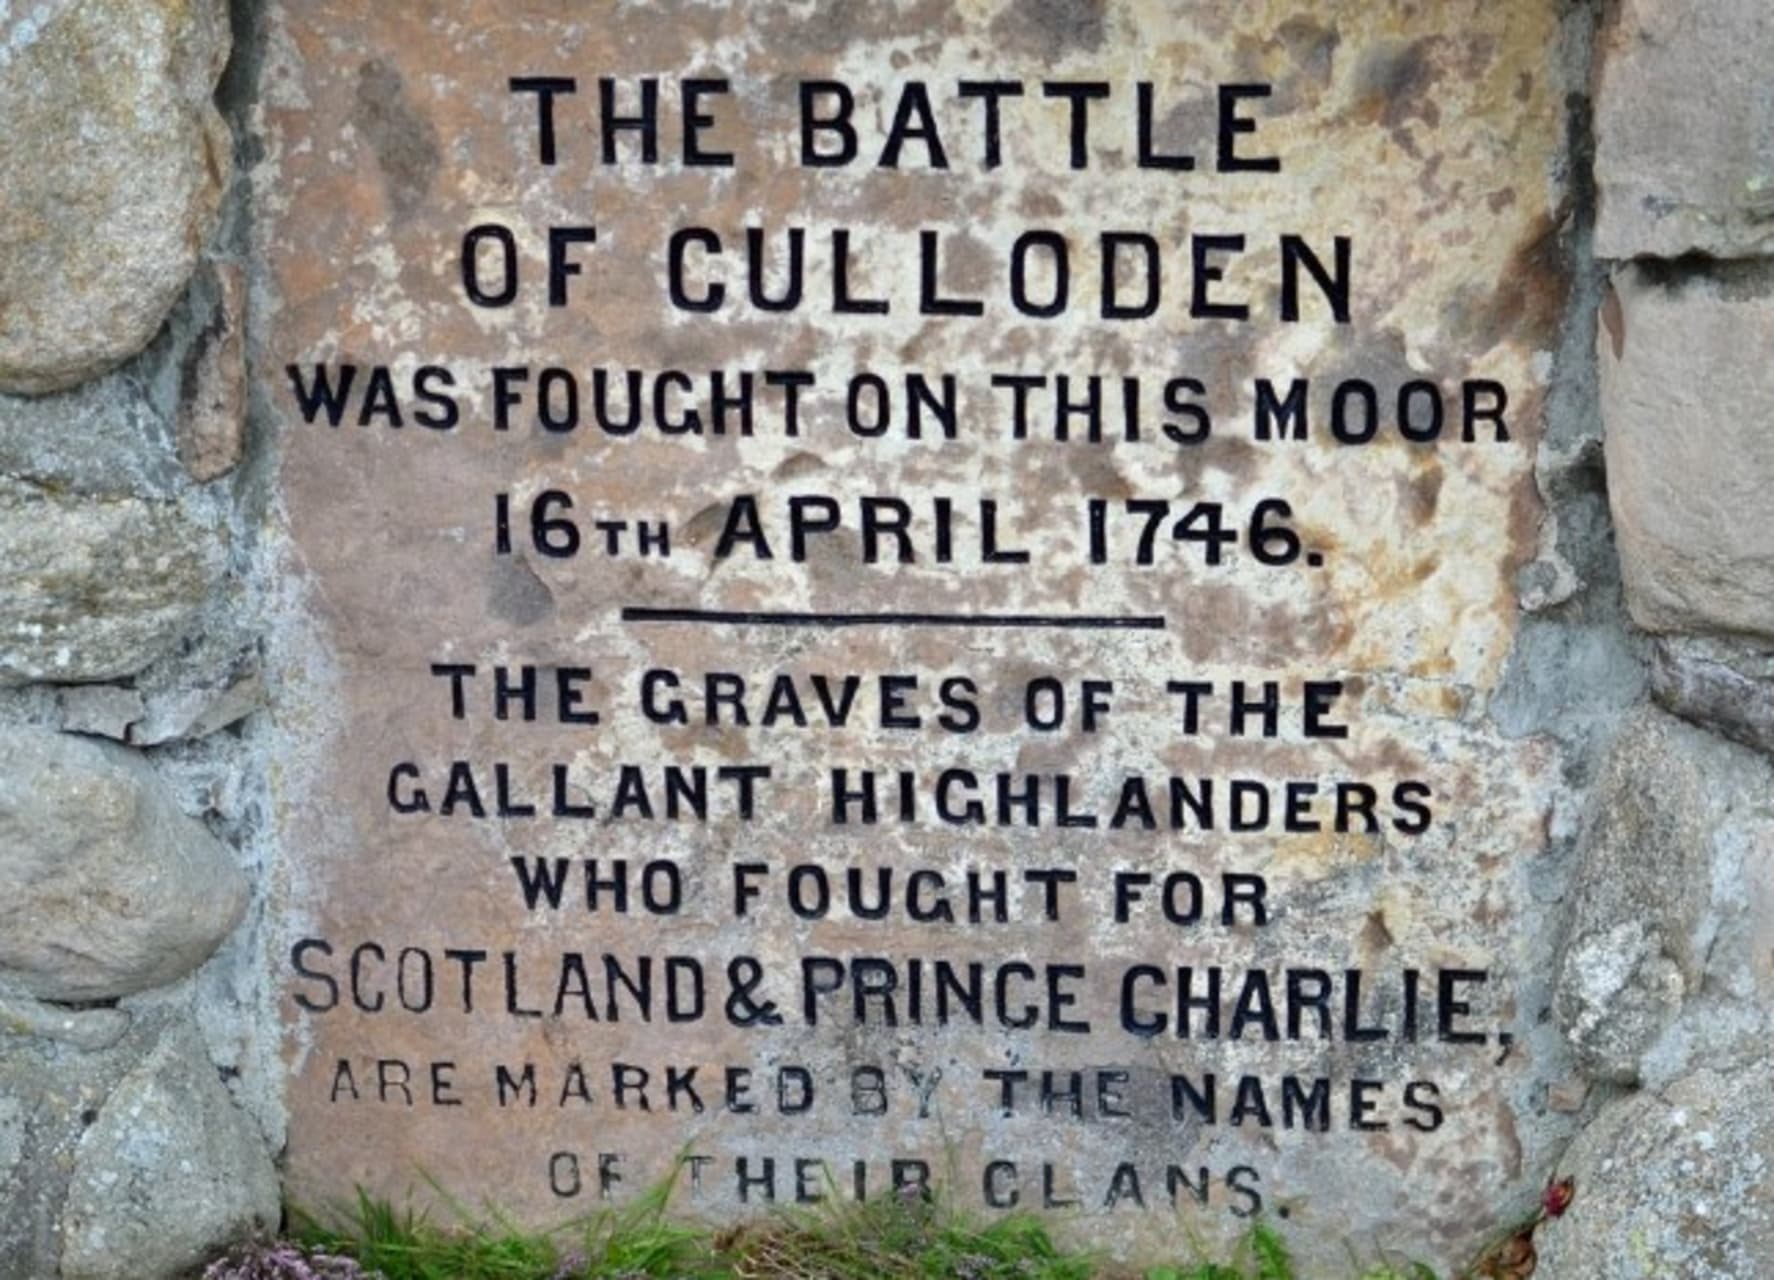 THE BATTLE
OF CULLODEN
WAS FOUGHT ON THIS MOOR
16TH APRIL 1746.
THE GRAVES OF THE
GALLANT HIGHLANDERS
WHO FOUGHT FOR
SCOTLAND & PRINCE CHARLIE,
ARE MARKED BY THE NAMES
OF THEIR CLANS.